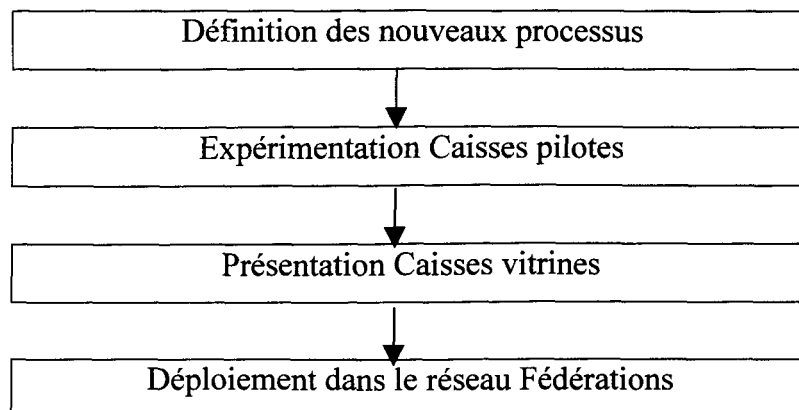 Définition des nouveaux processus
Expérimentation Caisses pilotes
Présentation Caisses vitrines
Déploiement dans le réseau Fédérations